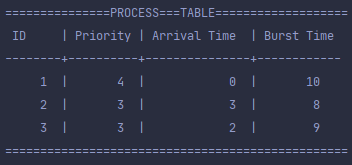 ===============PROCESS===TABLE===================
ID | Priority | Arrival Time | Burst Time
--------+----------+--------------+------------
1 | 4 | 0 | 10
2 | 3 | 3 | 8
3 | 3 | 2 | 9
=================================================